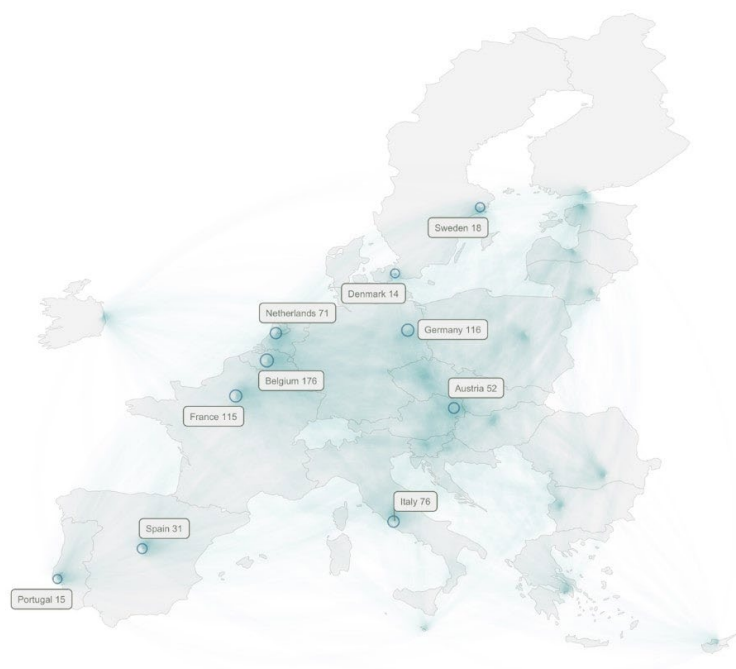 Sweden 18
Denmark 14
Netherlands 71
Germany 116
Belgium 176
Austria 52
France 115
Italy 76
Spain 31
Portugal 15